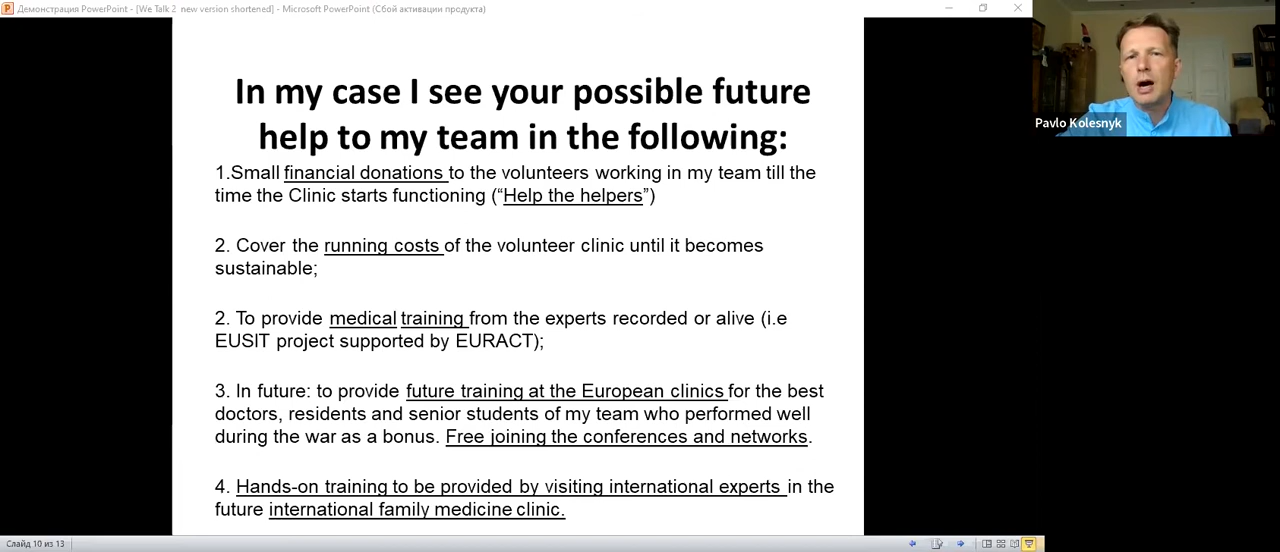 Демонстрация PowerPoint - [We Talk 2 new version shortened] - Microsoft PowerPoint (Сбой активации продукта)
In my case I see your possible future
help to my team in the following:
1.Small financial donations to the volunteers working in my team till the
time the Clinic starts functioning (“Help the helpers”)
2. Cover the running costs of the volunteer clinic until it becomes
sustainable;
2. To provide medical training from the experts recorded or alive (i.e
EUSIT project supported by EURACT);
3. In future: to provide future training at the European clinics for the best
doctors, residents and senior students of my team who performed well
during the war as a bonus. Free joining the conferences and networks.
4. Hands-on training to be provided by visiting international experts in the
future international family medicine clinic.
Pavlo Kolesnyk
Слайд 10 из 13